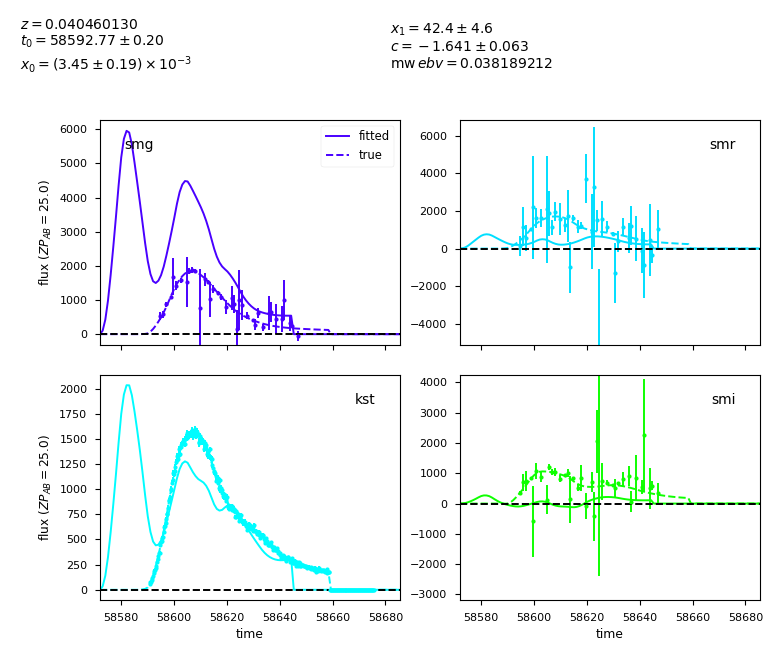 z = 0.040460130
t₀ = 58592.77 ± 0.20
x₀ = (3.45 ± 0.19) × 10⁻³
x₁ = 42.4 ± 4.6
c = −1.641 ± 0.063
mw ebv = 0.038189212
smg
fitted
true
flux (ZP_AB = 25.0)
6000
5000
4000
3000
2000
1000
0
smr
6000
4000
2000
0
−2000
−4000
kst
flux (ZP_AB = 25.0)
2000
1750
1500
1250
1000
750
500
250
0
58580 58600 58620 58640 58660 58680
time
smi
4000
3000
2000
1000
0
−1000
−2000
−3000
58580 58600 58620 58640 58660 58680
time